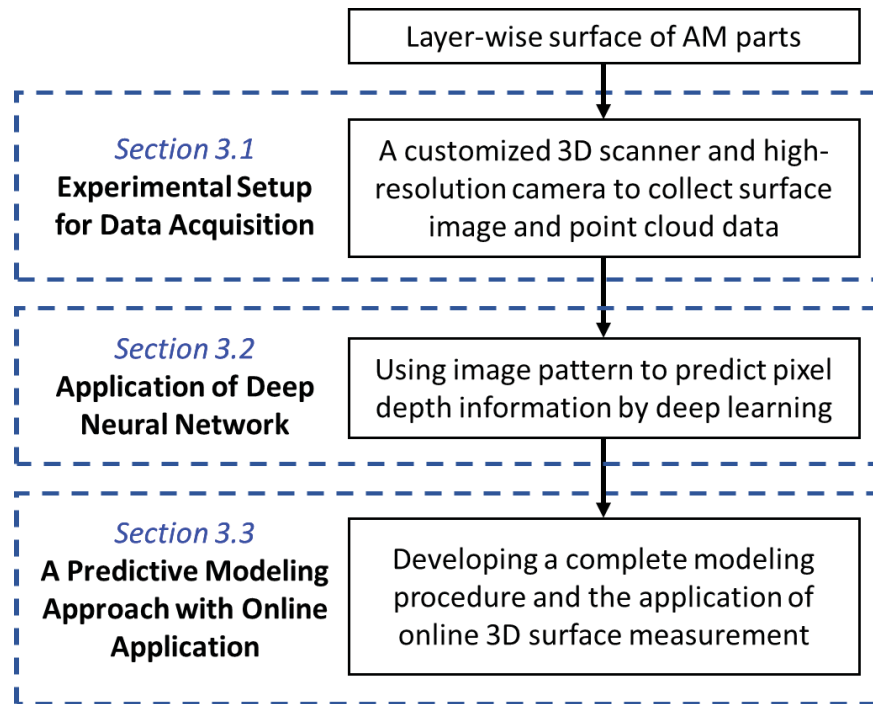 Layer-wise surface of AM parts
Section 3.1
Experimental Setup
for Data Acquisition
A customized 3D scanner and high-
resolution camera to collect surface
image and point cloud data
Section 3.2
Application of Deep
Neural Network
Using image pattern to predict pixel
depth information by deep learning
Section 3.3
A Predictive Modeling
Approach with Online
Application
Developing a complete modeling
procedure and the application of
online 3D surface measurement